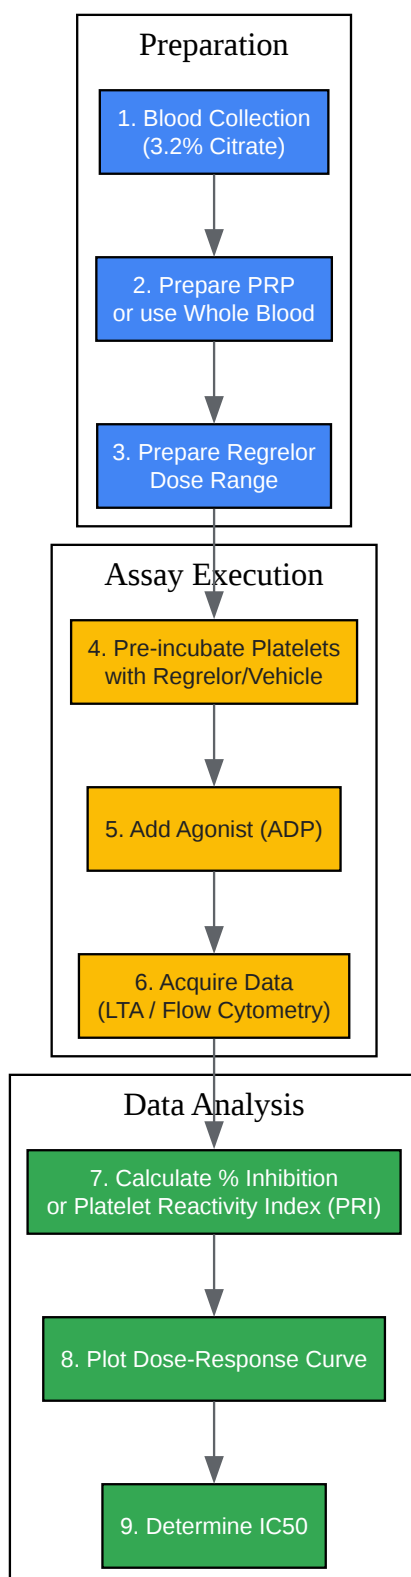 Preparation
1. Blood Collection
(3.2% Citrate)
2. Prepare PRP
or use Whole Blood
3. Prepare Regrelor
Dose Range
Assay Execution
4. Pre-incubate Platelets
with Regrelor/Vehicle
5. Add Agonist (ADP)
6. Acquire Data
(LTA / Flow Cytometry)
Data Analysis
7. Calculate % Inhibition
or Platelet Reactivity Index (PRI)
8. Plot Dose-Response Curve
9. Determine IC50